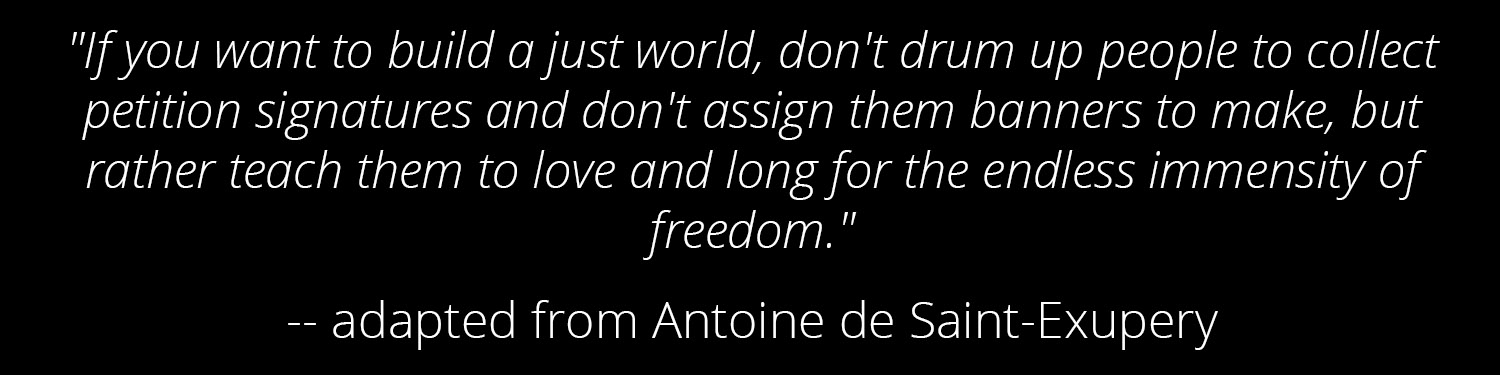 "If you want to build a just world, don't drum up people to collect
petition signatures and don't assign them banners to make, but
rather teach them to love and long for the endless immensity of
freedom."
-- adapted from Antoine de Saint-Exupery